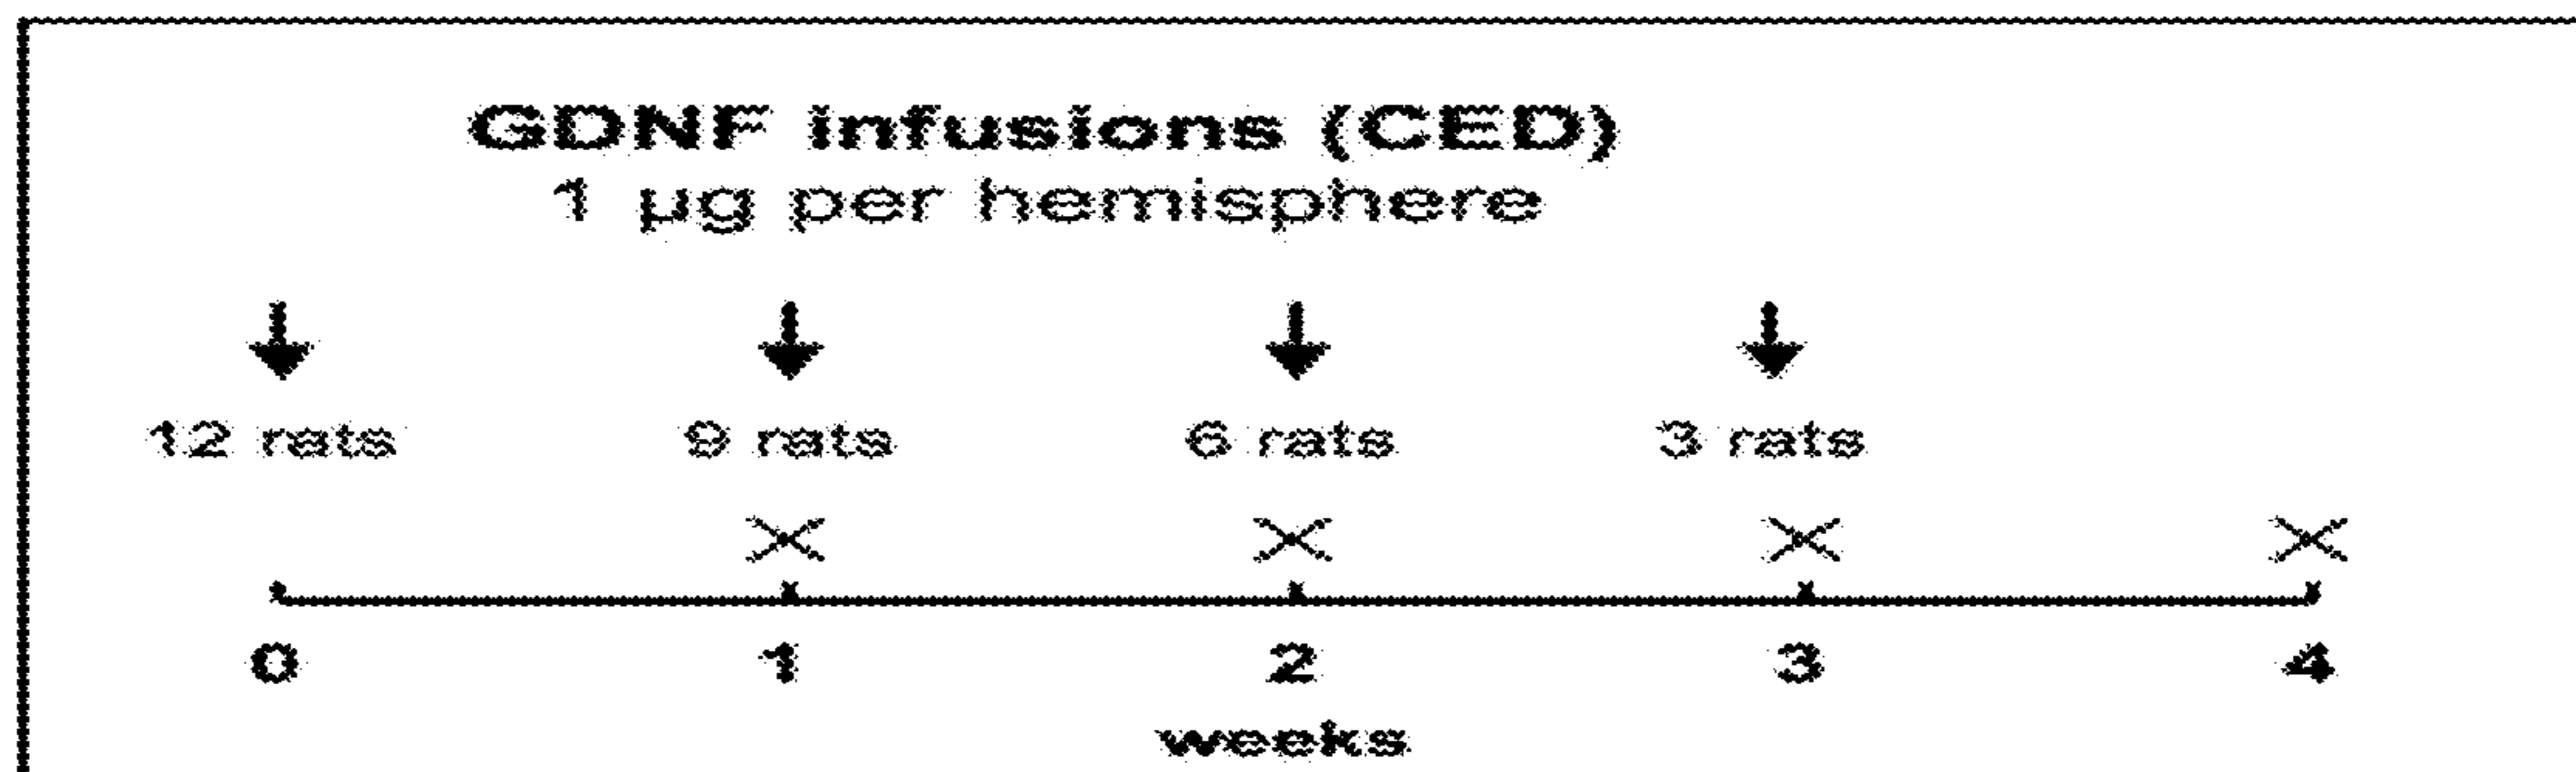 GDNF infusions (CED)
1 µg per hemisphere
12 rats 9 rats 6 rats 3 rats
0 1 2 3 4
weeks